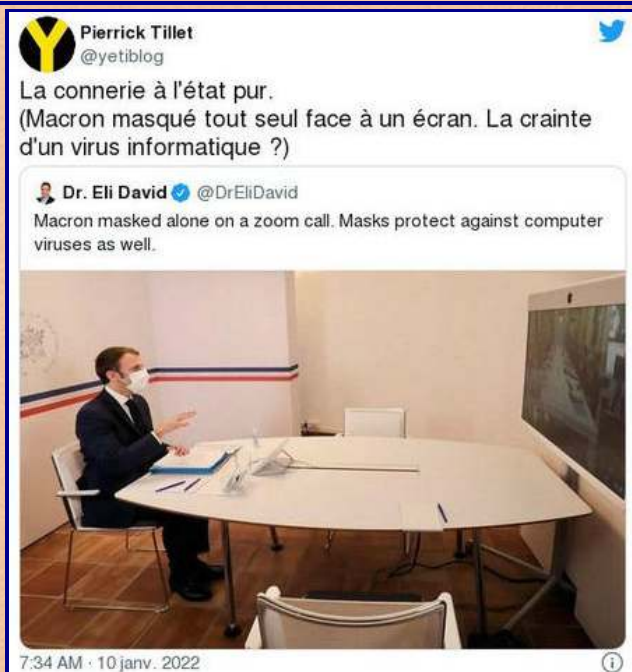 Pierrick Tillet
@yetiblog
La connerie à l'état pur.
(Macron masqué tout seul face à un écran. La crainte
d'un virus informatique ?)
Dr. Eli David @DrEliDavid
Macron masked alone on a zoom call. Masks protect against computer
viruses as well.
7:34 AM · 10 janv. 2022